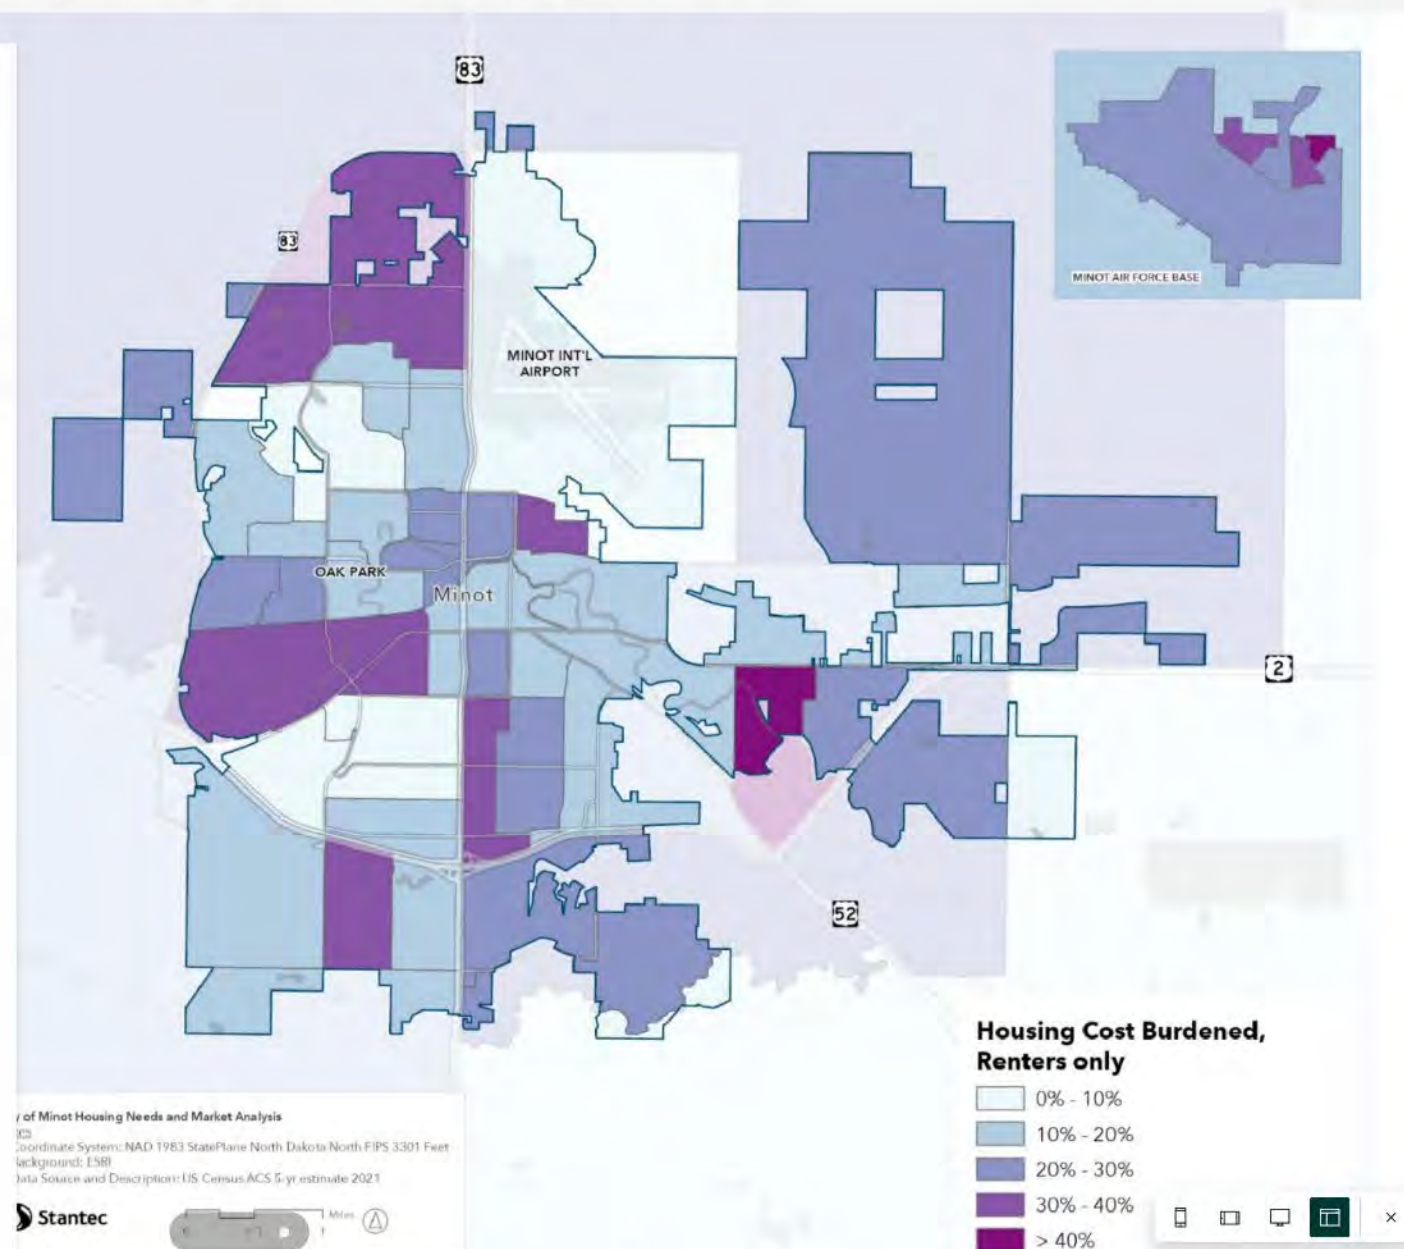 83
83
MINOT AIR FORCE BASE
MINOT INT'L
AIRPORT
OAK PARK
Minot
2
52
Housing Cost Burdened,
Renters only
0% - 10%
10% - 20%
20% - 30%
30% - 40%
> 40%
of Minot Housing Needs and Market Analysis
Coordinate System: NAD 1983 StatePlane North Dakota North FIPS 3301 Feet
Background: ESRI
Data Source and Description: US Census ACS 5-yr estimate 2021
Stantec
Miles